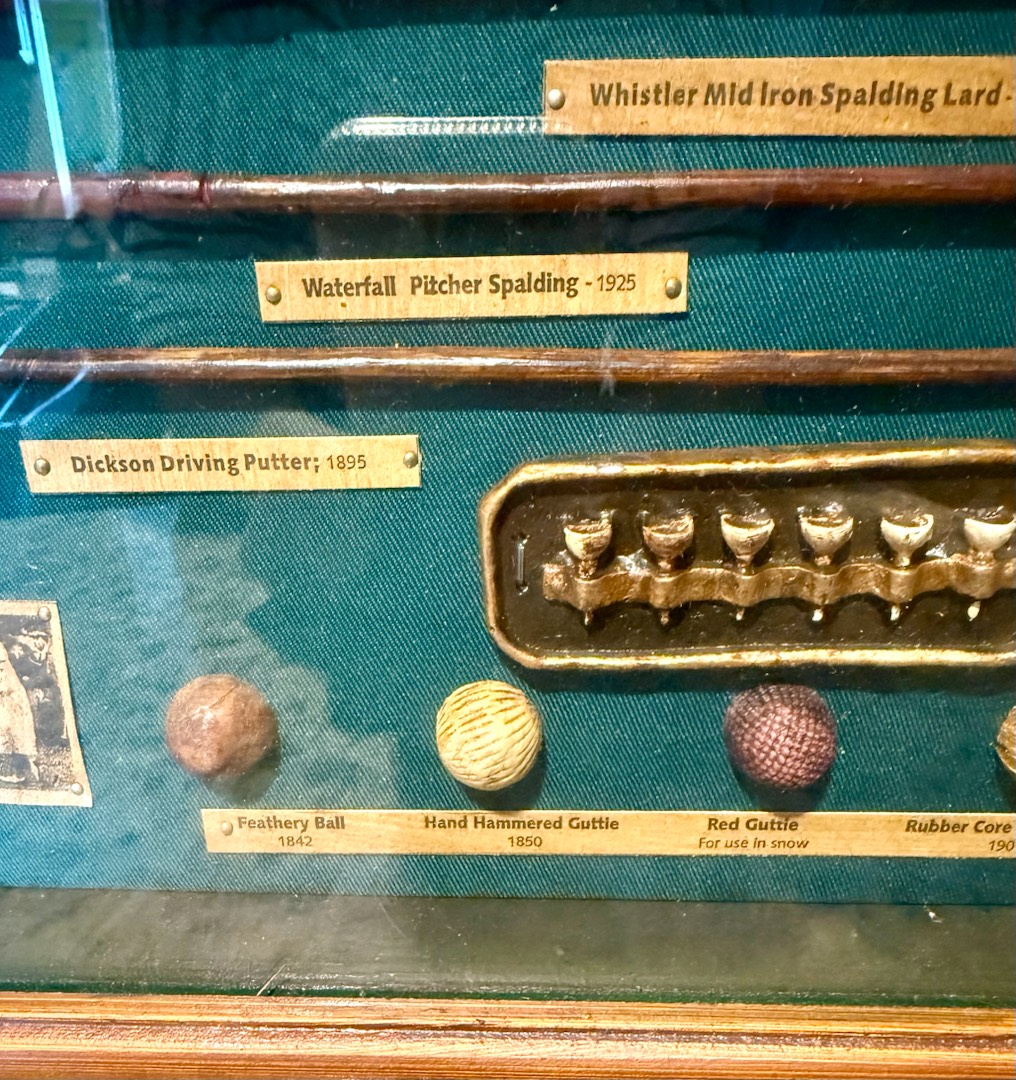 Whistler Mid Iron Spalding Lard -
Waterfall Pitcher Spalding - 1925
Dickson Driving Putter; 1895
Feathery Ball
1842
Hand Hammered Guttie
1850
Red Guttie
For use in snow
Rubber Core
190